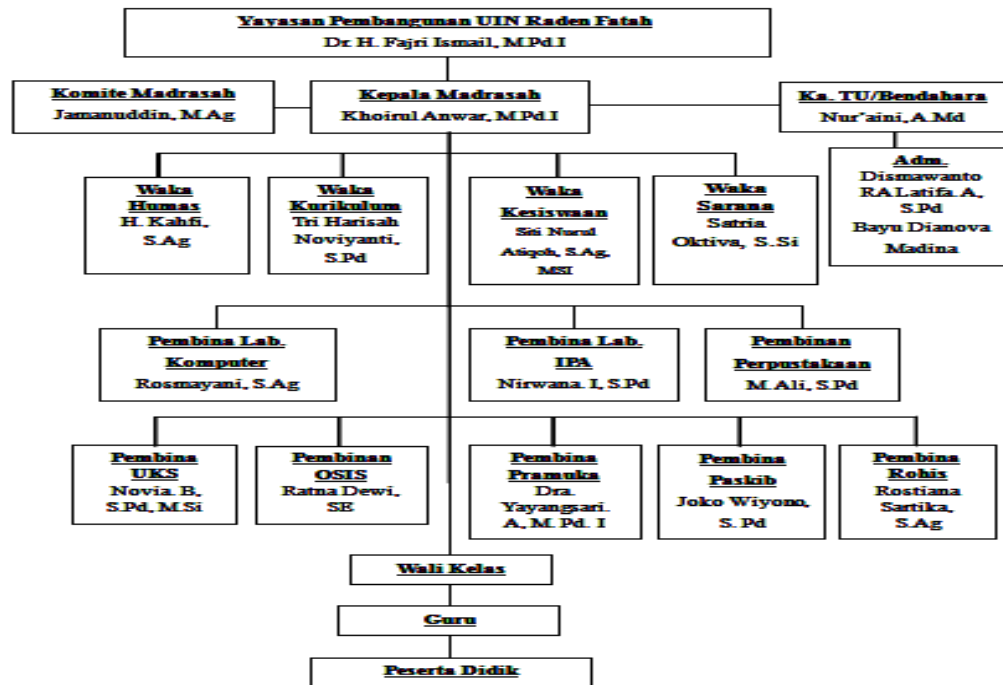 Yayasan Pembangunan UIN Raden Fatah
Dr. H. Fajri Ismail, M.Pd.I
Komite Madrasah
Jamanuddin, M.Ag
Kepala Madrasah
Khoirul Anwar, M.Pd.I
Ka. TU/Bendahara
Nur'aini, A.Md
Waka
Humas
H. Kahfi,
S.Ag
Waka
Kurikulum
Tri Harisah
Noviyanti,
S.Pd
Waka
Kesiswaan
Siti Nurul
Atiqoh, S.Ag,
MSI
Waka
Sarana
Satria
Oktiva, S.Si
Adm.
Dismawanto
RA.Latifa. A,
S.Pd
Bayu Dianova
Madina
Pembina Lab.
Komputer
Rosmayani, S.Ag
Pembina Lab.
IPA
Nirwana. I, S.Pd
Pembinan
Perpustakaan
M. Ali, S.Pd
Pembina
UKS
Novia. B,
S.Pd, M.Si
Pembinan
OSIS
Ratna Dewi,
SE
Pembina
Pramuka
Dra.
Yayangsari.
A, M. Pd. I
Pembina
Paskib
Joko Wiyono,
S. Pd
Pembina
Rohis
Rostiana
Sartika,
S.Ag
Wali Kelas
Guru
Peserta Didik